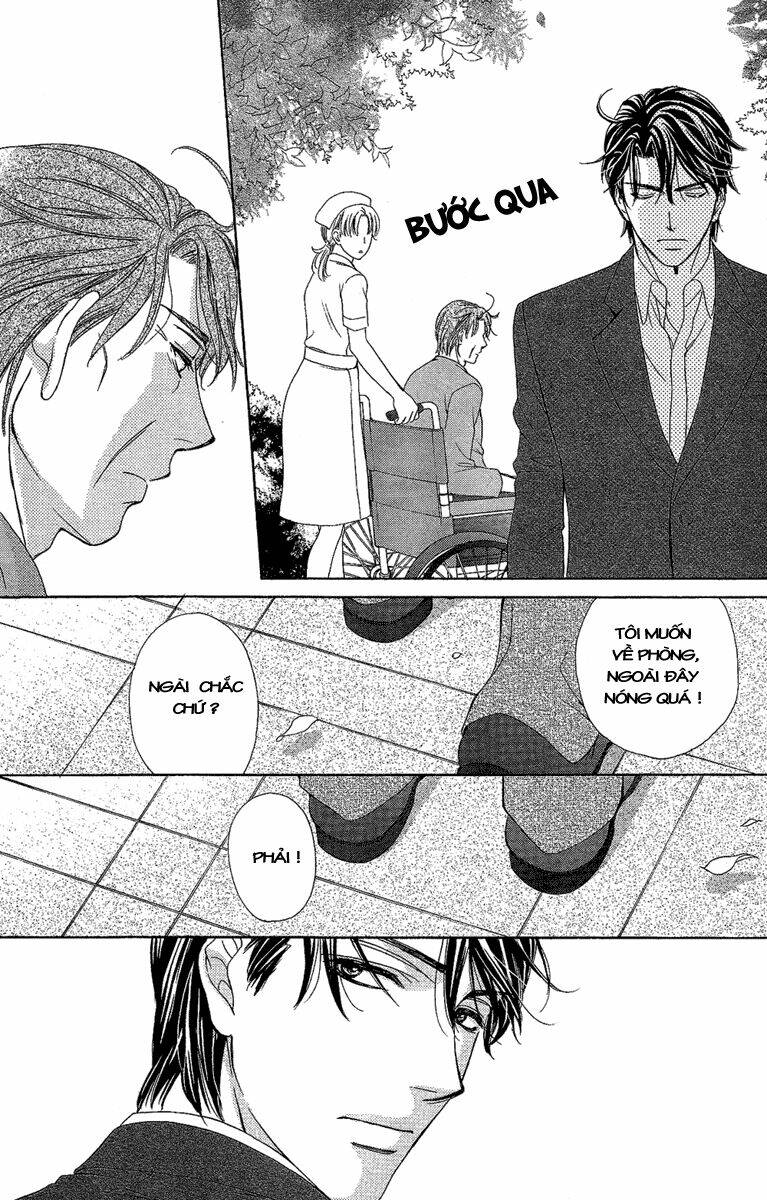 BƯỚC QUA
TÔI MUỐN
VỀ PHÒNG,
NGOÀI ĐÂY
NÓNG QUÁ !
NGÀI CHẮC
CHỨ ?
PHẢI !